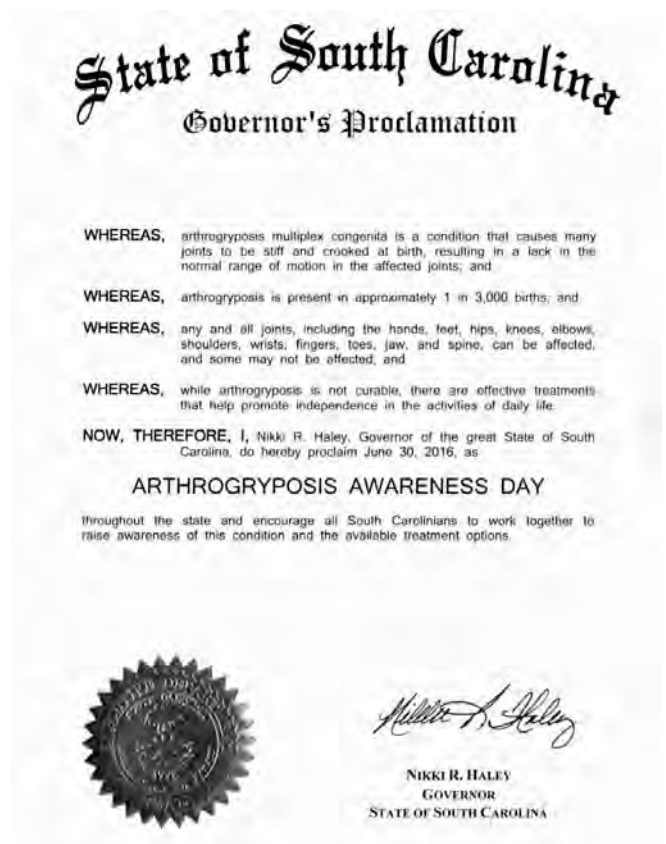 State of South Carolina
Governor's Proclamation
WHEREAS, arthrogryposis multiplex congenita is a condition that causes many
joints to be stiff and crooked at birth, resulting in a lack in the
normal range of motion in the affected joints; and
WHEREAS, arthrogryposis is present in approximately 1 in 3,000 births; and
WHEREAS, any and all joints, including the hands, feet, hips, knees, elbows,
shoulders, wrists, fingers, toes, jaw, and spine, can be affected,
and some may not be affected; and
WHEREAS, while arthrogryposis is not curable, there are effective treatments
that help promote independence in the activities of daily life.
NOW, THEREFORE, I, Nikki R. Haley, Governor of the great State of South
Carolina, do hereby proclaim June 30, 2016, as
ARTHROGRYPOSIS AWARENESS DAY
throughout the state and encourage all South Carolinians to work together to
raise awareness of this condition and the available treatment options.
NIKKI R. HALEY
GOVERNOR
STATE OF SOUTH CAROLINA